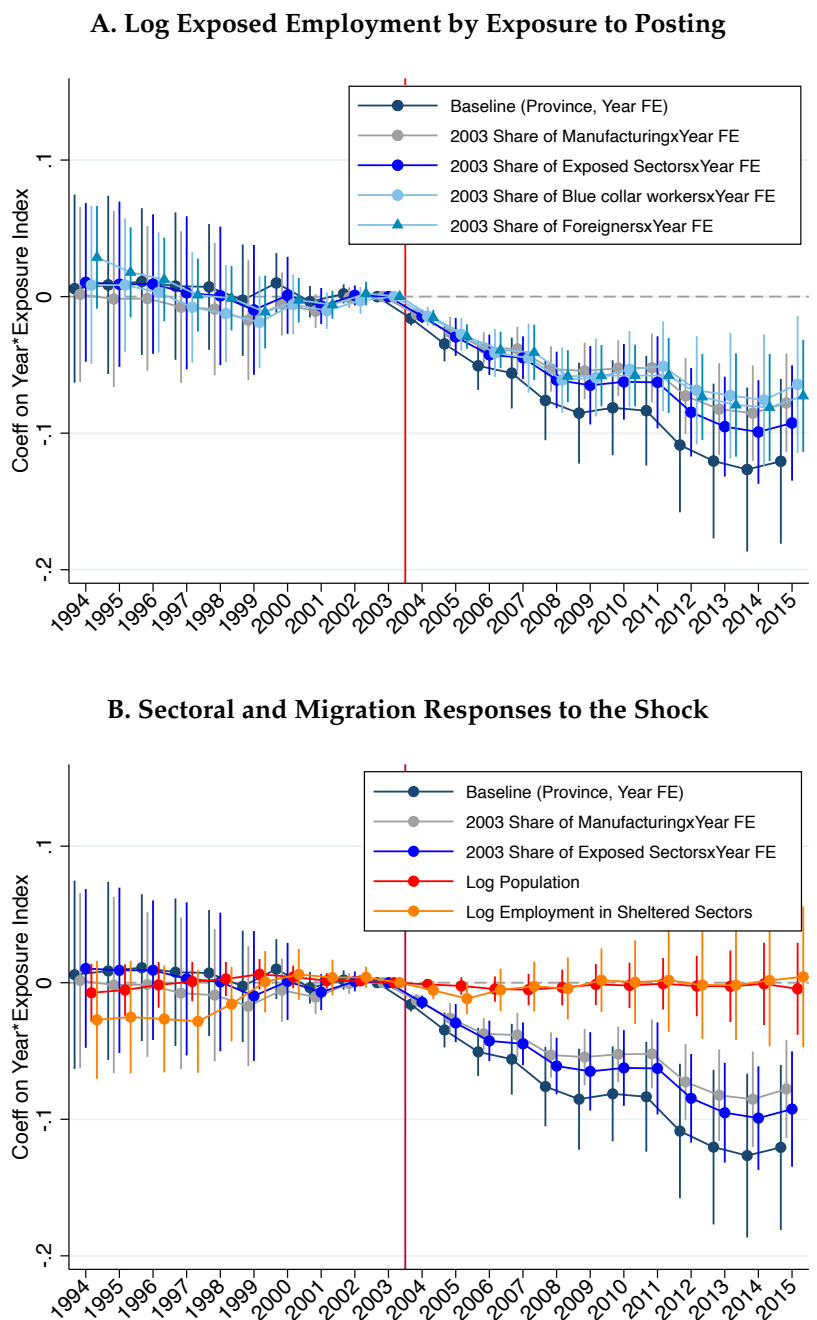 A. Log Exposed Employment by Exposure to Posting
Baseline (Province, Year FE)
2003 Share of ManufacturingxYear FE
2003 Share of Exposed SectorsxYear FE
2003 Share of Blue collar workersxYear FE
2003 Share of ForeignersxYear FE
Coeff on Year*Exposure Index
.1
0
-.1
-.2
1994 1995 1996 1997 1998 1999 2000 2001 2002 2003 2004 2005 2006 2007 2008 2009 2010 2011 2012 2013 2014 2015
B. Sectoral and Migration Responses to the Shock
Baseline (Province, Year FE)
2003 Share of ManufacturingxYear FE
2003 Share of Exposed SectorsxYear FE
Log Population
Log Employment in Sheltered Sectors
Coeff on Year*Exposure Index
.1
0
-.1
-.2
1994 1995 1996 1997 1998 1999 2000 2001 2002 2003 2004 2005 2006 2007 2008 2009 2010 2011 2012 2013 2014 2015